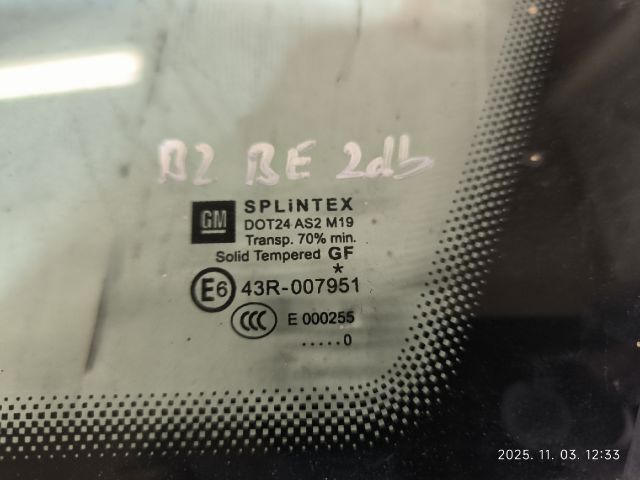 B2 BE 2db
GM
SPLiNTEX
DOT24 AS2 M19
Transp. 70% min.
Solid Tempered GF
*
E6 43R-007951
CCC E 000255
.....0
2025. 11. 03. 12:33